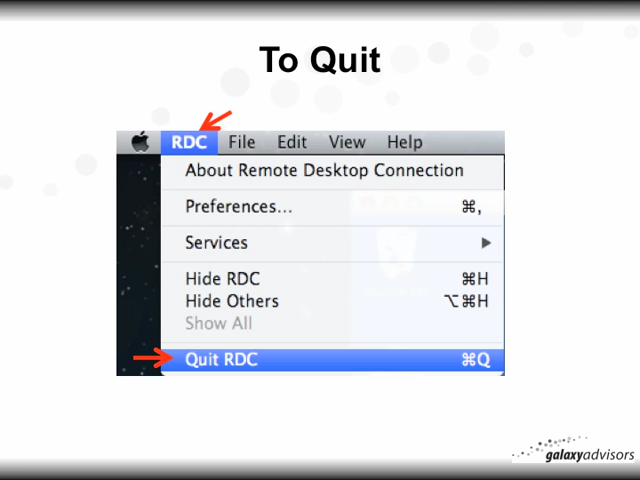 To Quit
RDC File Edit View Help
About Remote Desktop Connection
Preferences... ⌘,
Services ▶
Hide RDC ⌘H
Hide Others ⌥⌘H
Show All
Quit RDC ⌘Q
galaxyadvisors